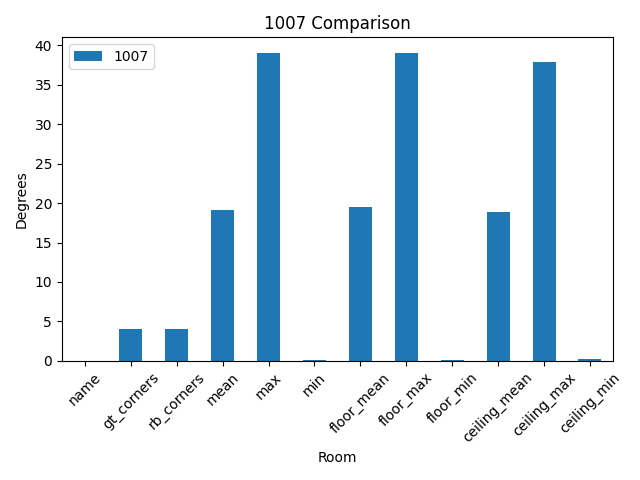 1007 Comparison
1007
Degrees
40
35
30
25
20
15
10
5
0
name
gt_corners
rb_corners
mean
max
min
floor_mean
floor_max
floor_min
ceiling_mean
ceiling_max
ceiling_min
Room